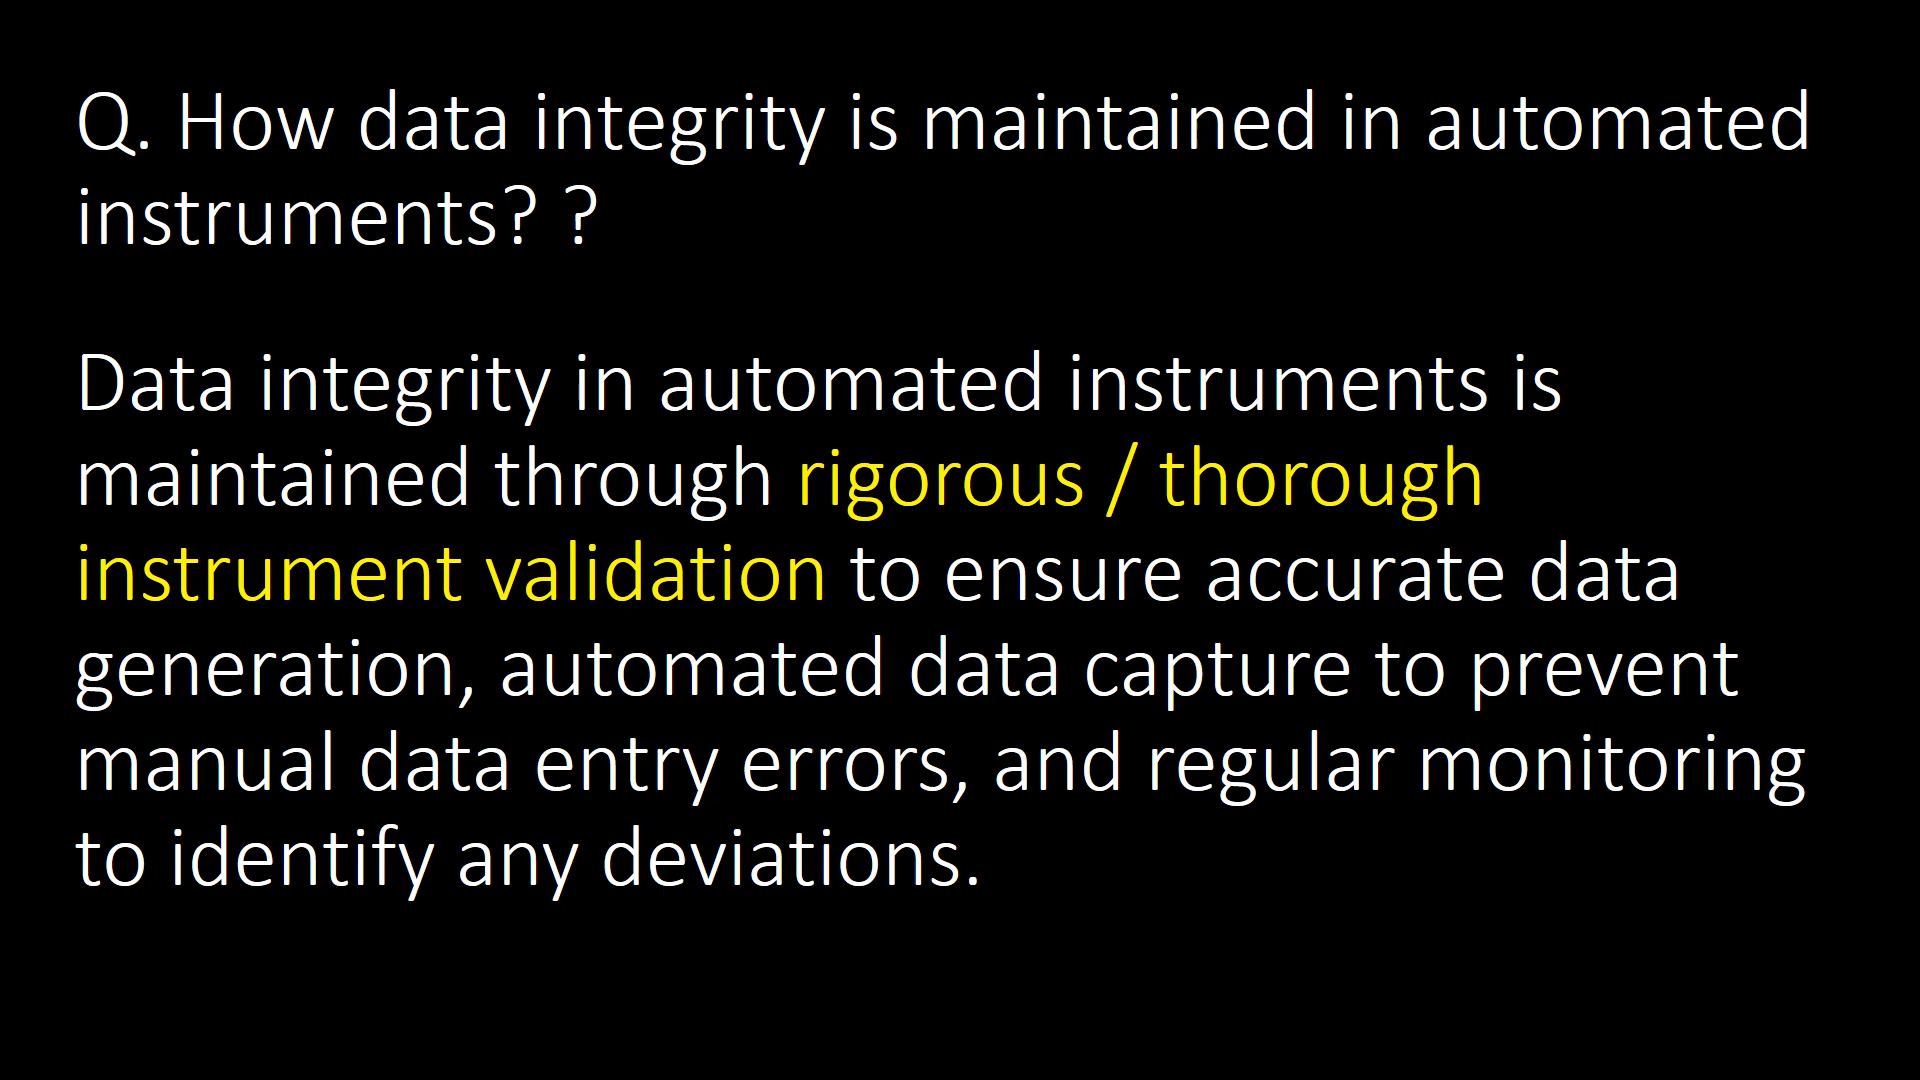 Q. How data integrity is maintained in automated
instruments? ?
Data integrity in automated instruments is
maintained through rigorous / thorough
instrument validation to ensure accurate data
generation, automated data capture to prevent
manual data entry errors, and regular monitoring
to identify any deviations.